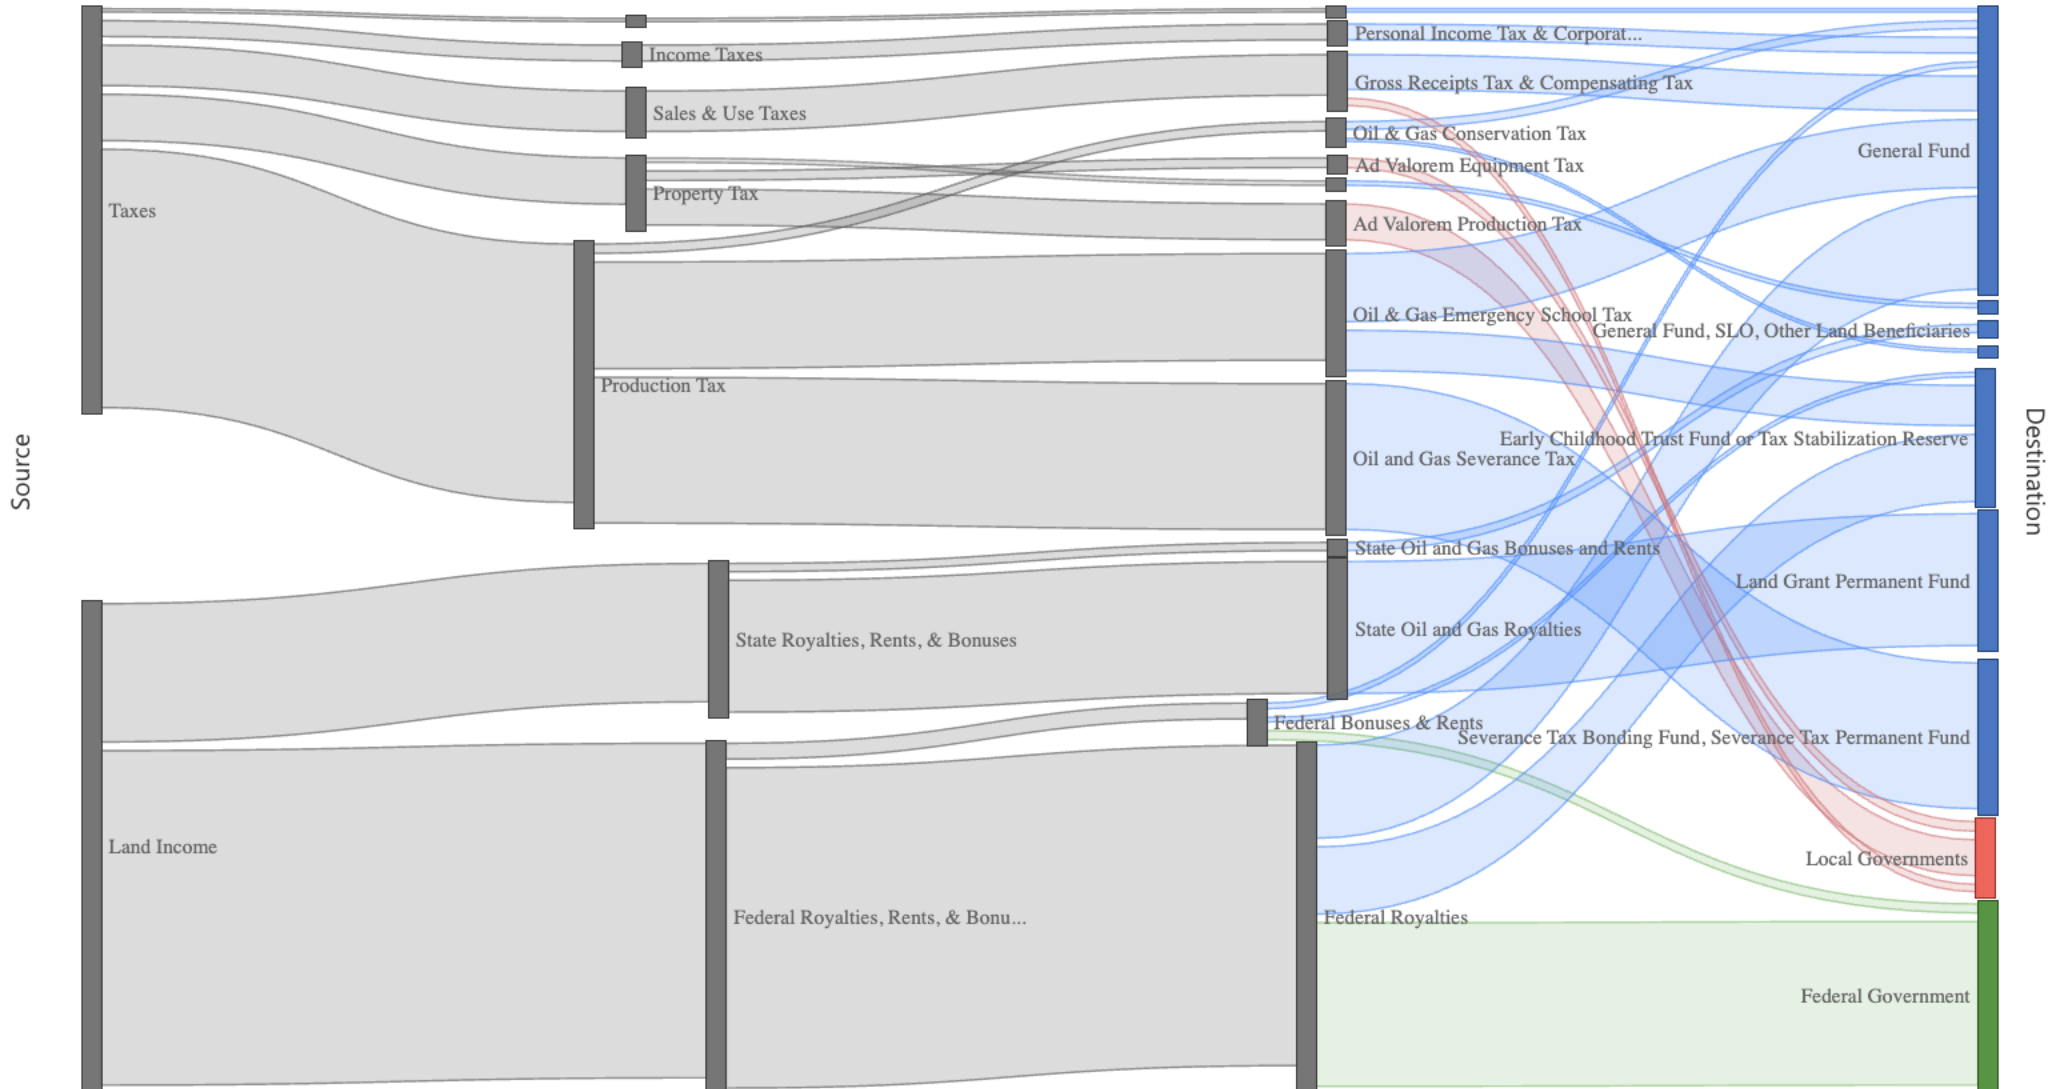 Source
Taxes
Land Income
Income Taxes
Sales & Use Taxes
Property Tax
Production Tax
State Royalties, Rents, & Bonuses
Federal Royalties, Rents, & Bonu...
Personal Income Tax & Corporat...
Gross Receipts Tax & Compensating Tax
Oil & Gas Conservation Tax
Ad Valorem Equipment Tax
Ad Valorem Production Tax
Oil & Gas Emergency School Tax
Oil and Gas Severance Tax
State Oil and Gas Bonuses and Rents
State Oil and Gas Royalties
Federal Bonuses & Rents
Federal Royalties
General Fund
General Fund, SLO, Other Land Beneficiaries
Early Childhood Trust Fund or Tax Stabilization Reserve
Land Grant Permanent Fund
Severance Tax Bonding Fund, Severance Tax Permanent Fund
Local Governments
Federal Government
Destination